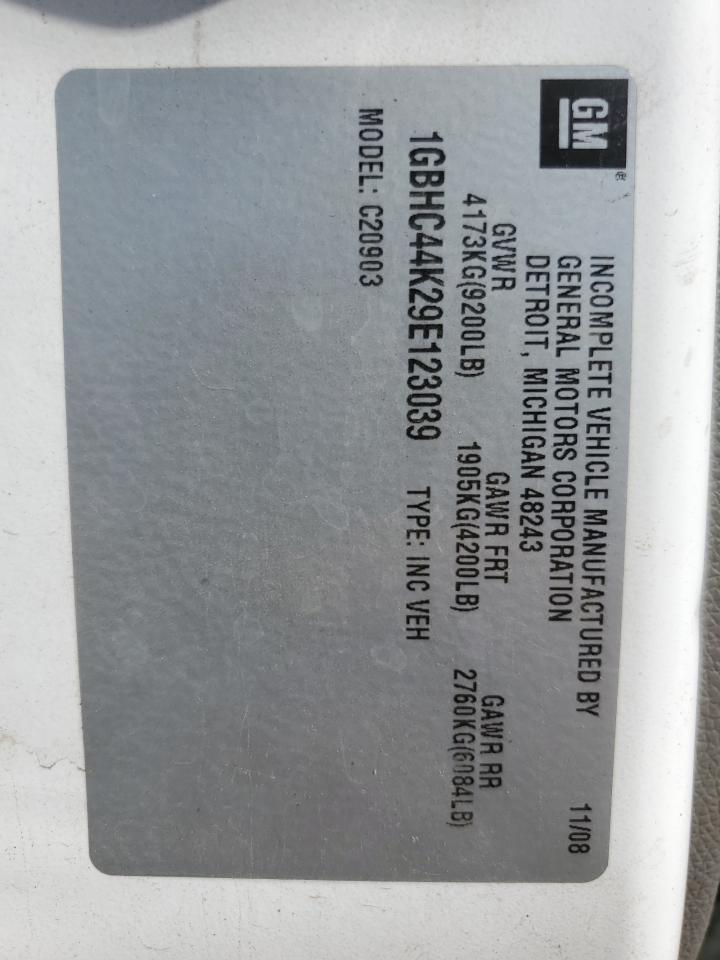 GM
INCOMPLETE VEHICLE MANUFACTURED BY
GENERAL MOTORS CORPORATION
DETROIT, MICHIGAN 48243
11/08
GVWR GAWR FRT GAWR RR
4173KG(9200LB) 1905KG(4200LB) 2760KG(6084LB)
1GBHC44K29E123039 TYPE: INC VEH
MODEL: C20903